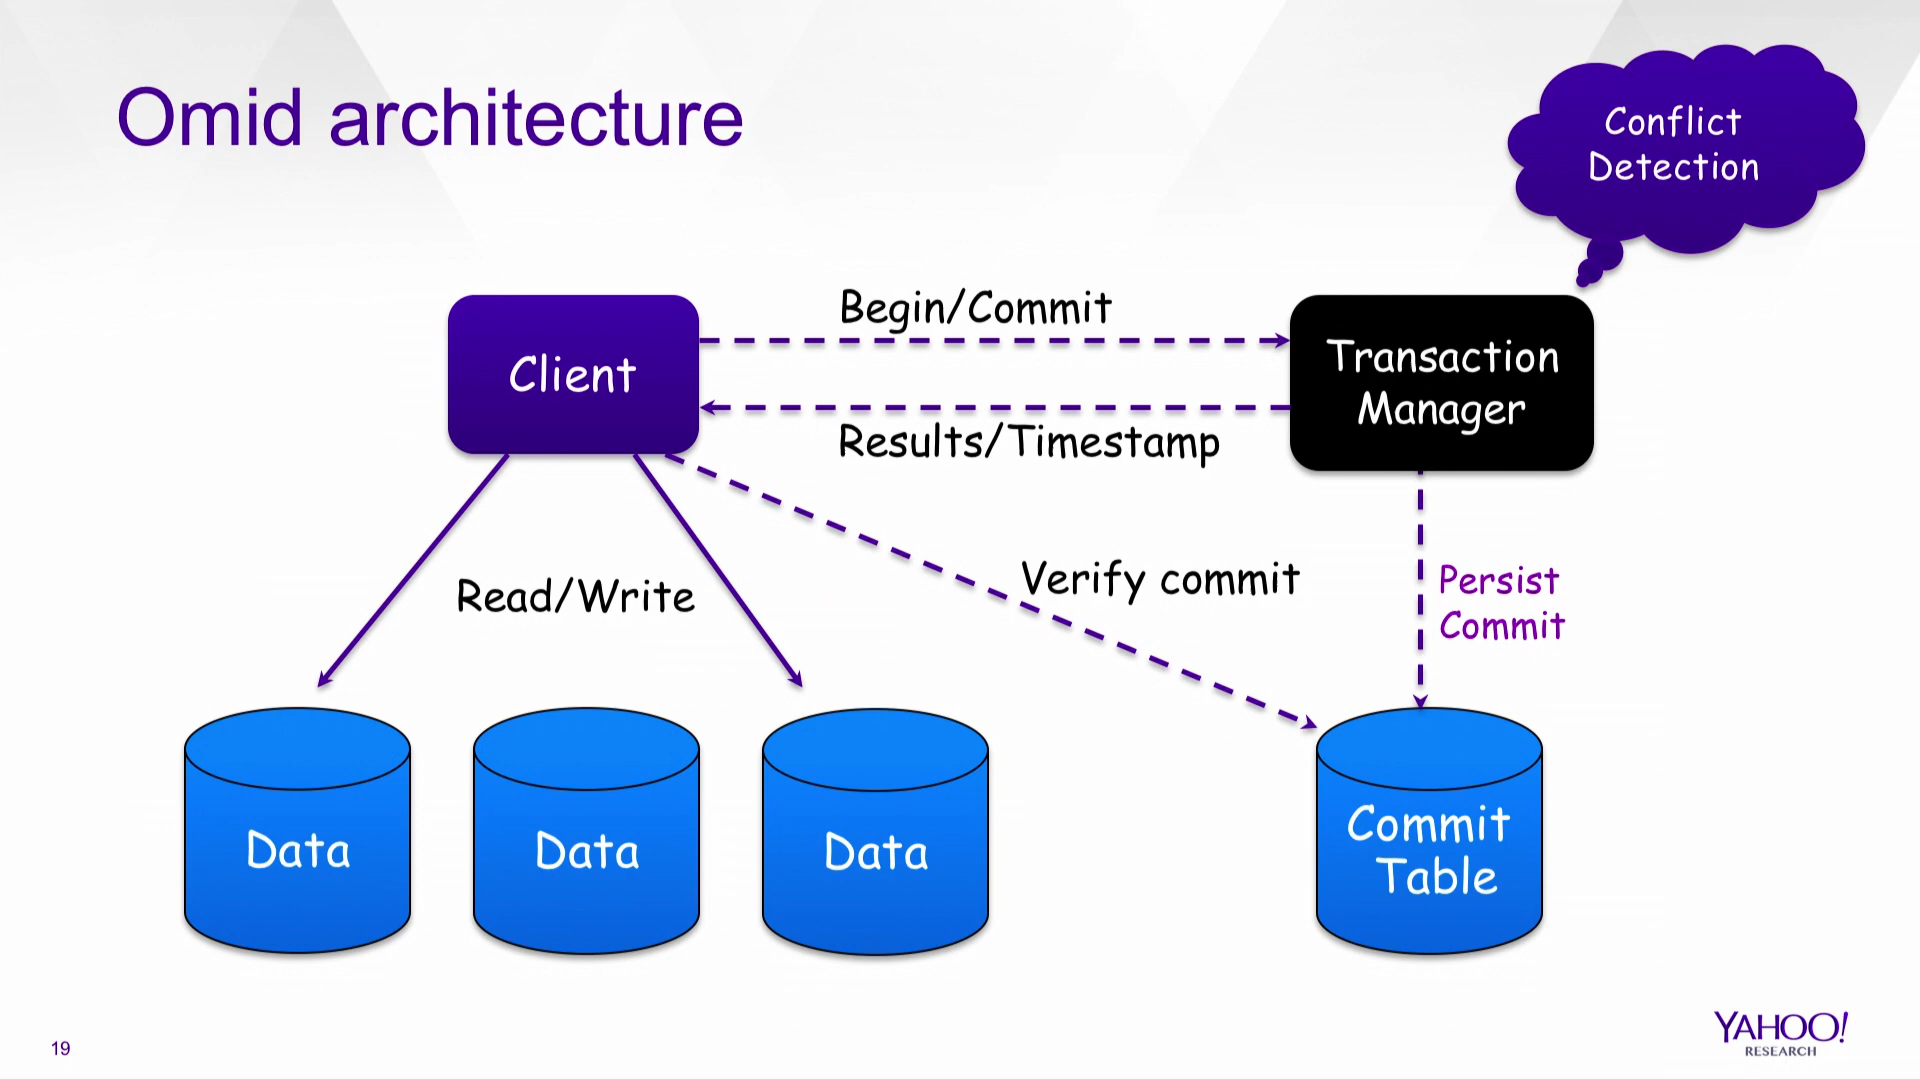 Omid architecture
Conflict
Detection
Begin/Commit
Client
Transaction
Manager
Results/Timestamp
Read/Write
Verify commit
Persist
Commit
Data
Data
Data
Commit
Table
19
YAHOO!
RESEARCH